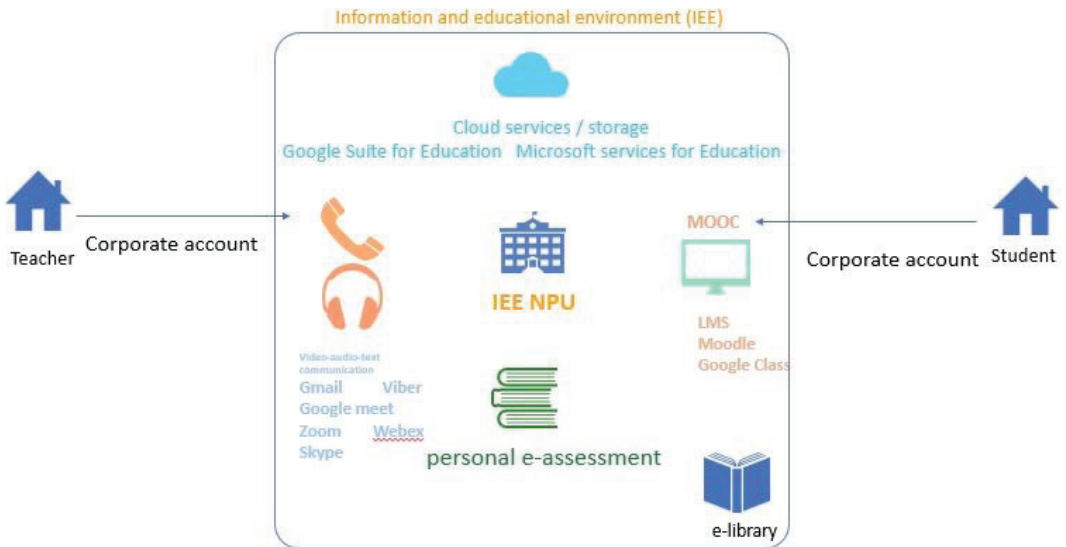 Information and educational environment (IEE)
Cloud services / storage
Google Suite for Education Microsoft services for Education
Teacher
Corporate account
MOOC
Corporate account
Student
IEE NPU
LMS
Moodle
Google Class
Video-audio-text
communication
Gmail Viber
Google meet
Zoom Webex
Skype
personal e-assessment
e-library